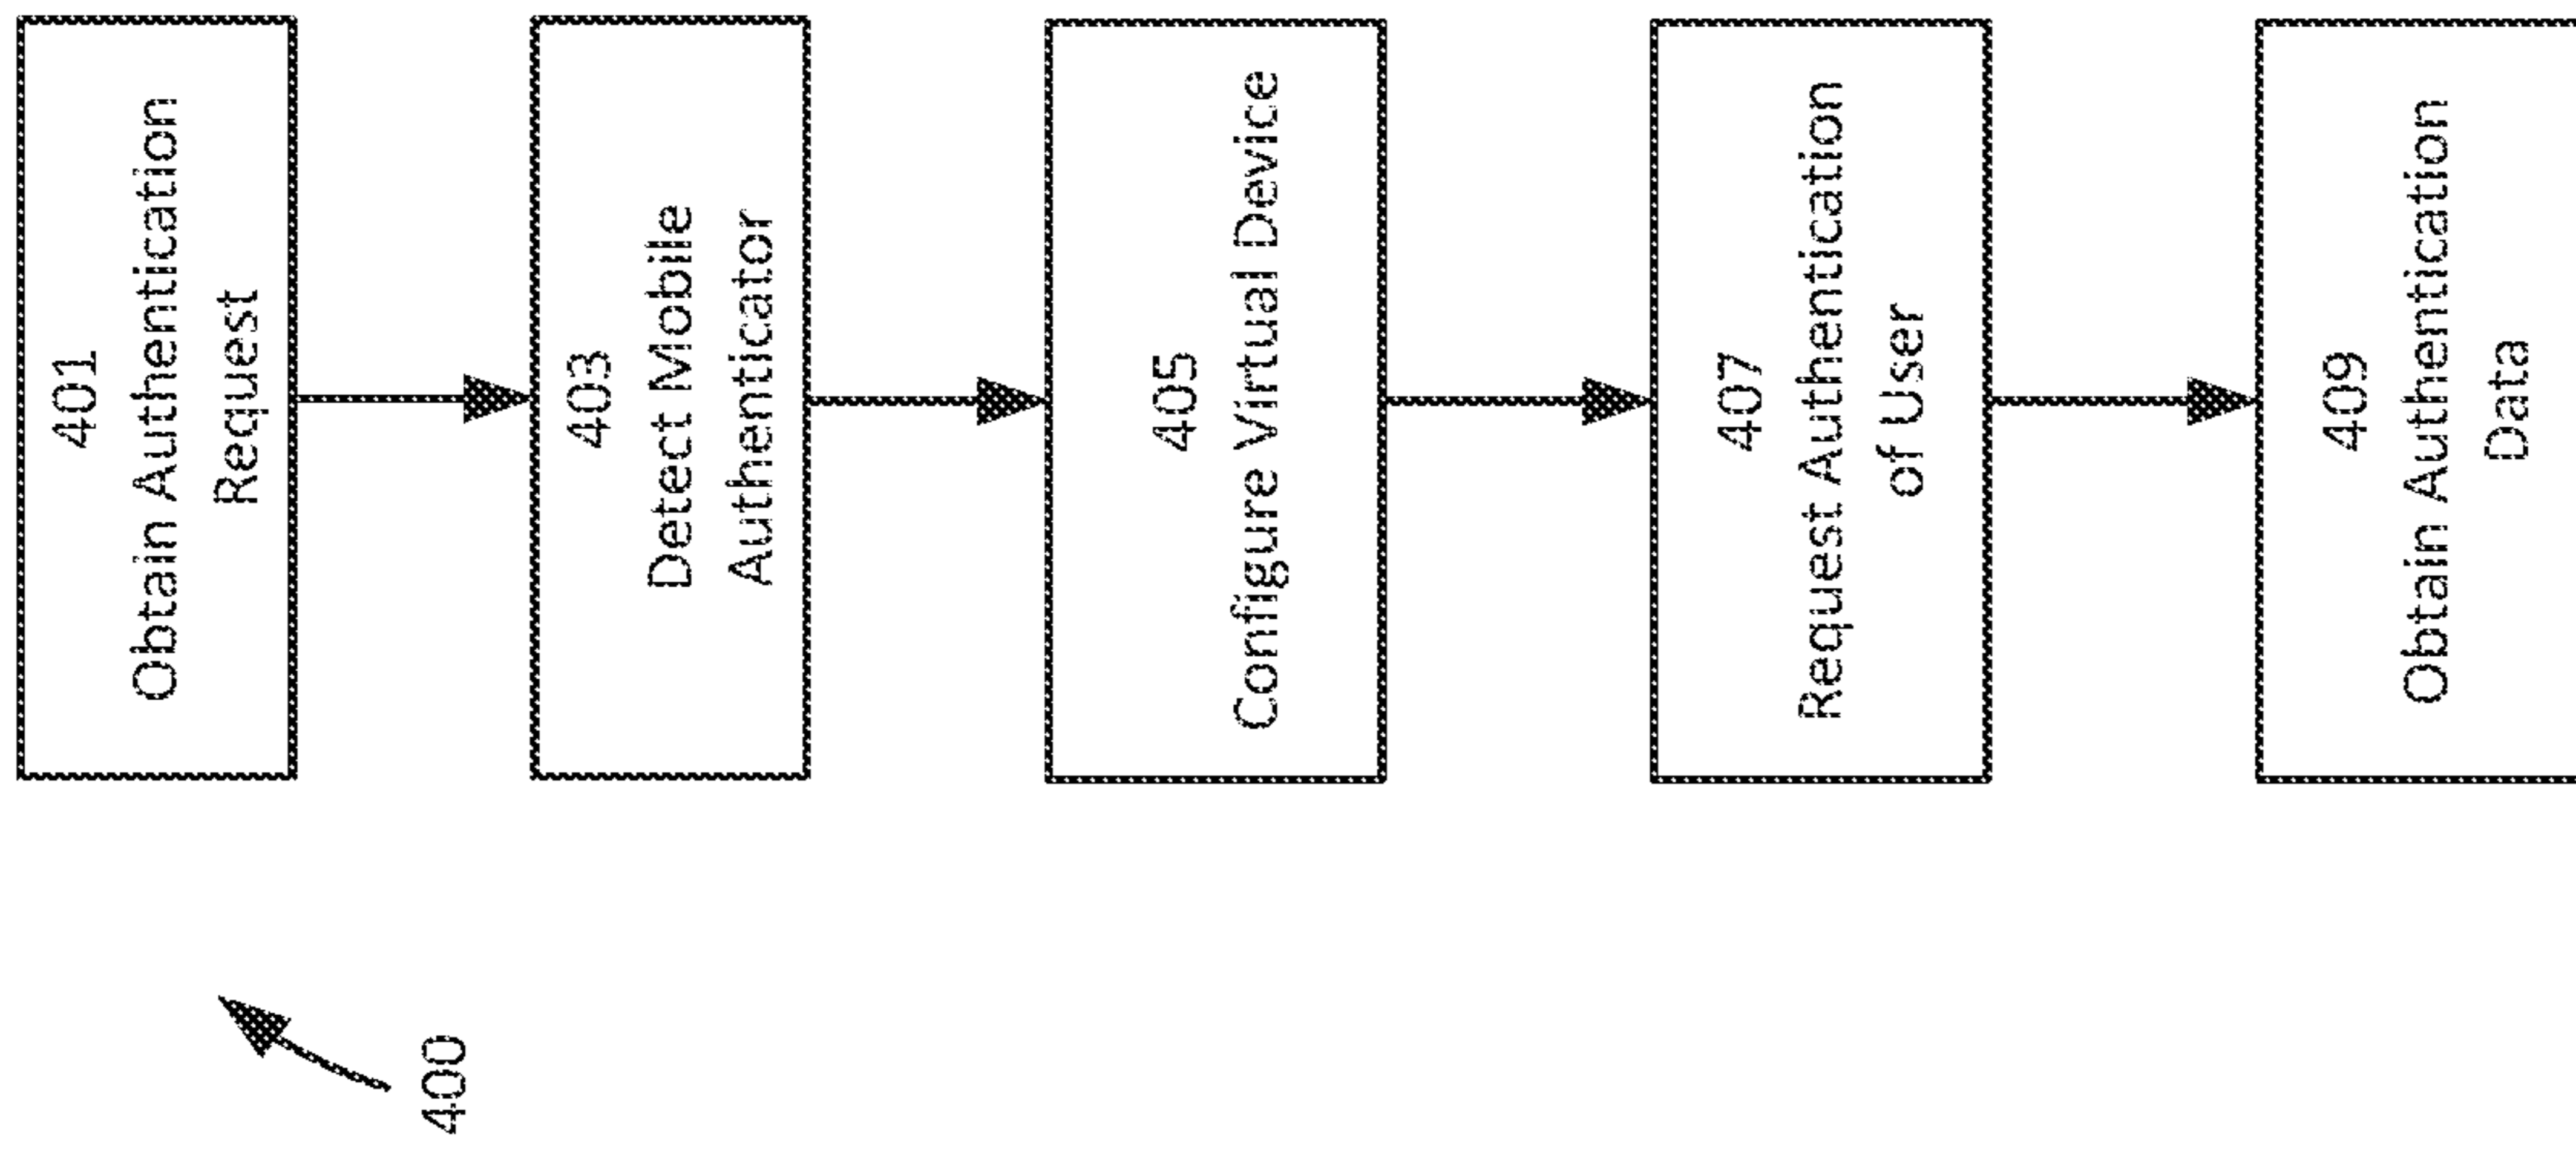 401
Obtain Authentication
Request
403
Detect Mobile
Authenticator
405
Configure Virtual Device
407
Request Authentication
of User
409
Obtain Authentication
Data
400